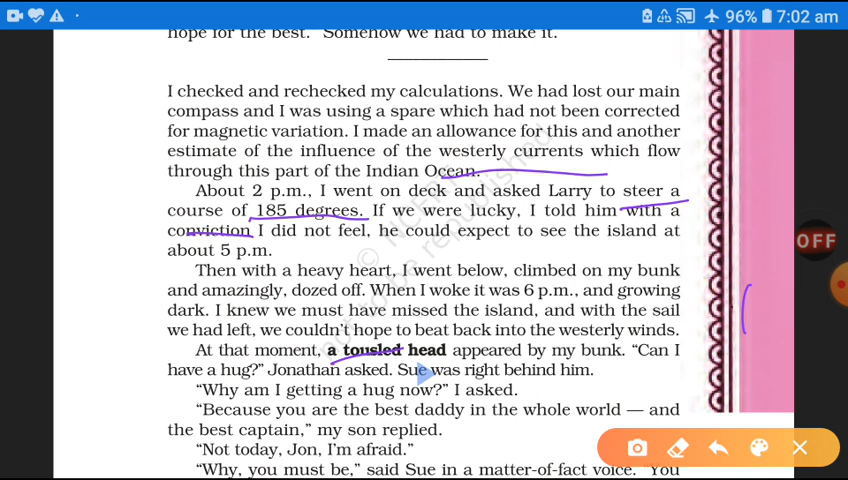 96% 7:02 am
hope for the best. Somehow we had to make it.
I checked and rechecked my calculations. We had lost our main
compass and I was using a spare which had not been corrected
for magnetic variation. I made an allowance for this and another
estimate of the influence of the westerly currents which flow
through this part of the Indian Ocean.
About 2 p.m., I went on deck and asked Larry to steer a
course of 185 degrees. If we were lucky, I told him with a
conviction I did not feel, he could expect to see the island at
about 5 p.m.
OFF
Then with a heavy heart, I went below, climbed on my bunk
and amazingly, dozed off. When I woke it was 6 p.m., and growing
dark. I knew we must have missed the island, and with the sail
we had left, we couldn't hope to beat back into the westerly winds.
At that moment, a tousled head appeared by my bunk. “Can I
have a hug?” Jonathan asked. Sue was right behind him.
“Why am I getting a hug now?” I asked.
“Because you are the best daddy in the whole world — and
the best captain,” my son replied.
“Not today, Jon, I'm afraid.”
“Why, you must be,” said Sue in a matter-of-fact voice. “You
© NCERT
not to be republished